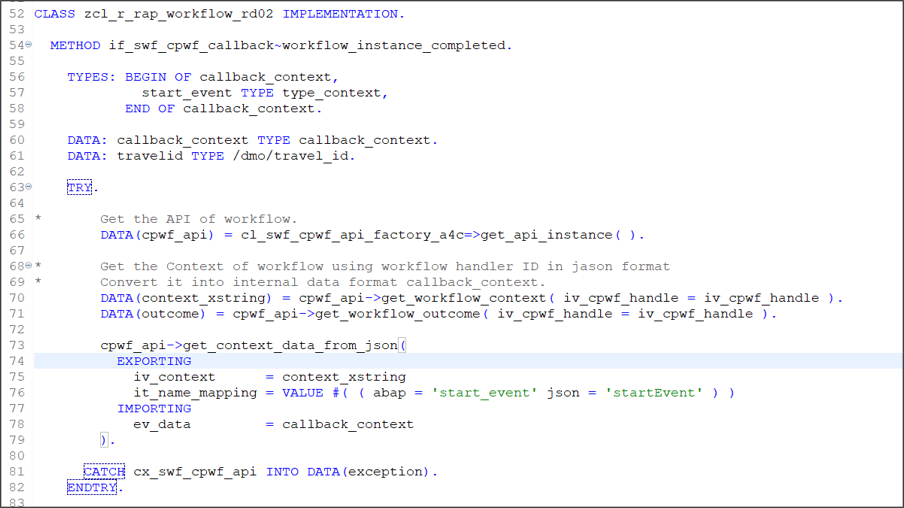 52 CLASS zcl_r_rap_workflow_rd02 IMPLEMENTATION.
53
54 METHOD if_swf_cpwf_callback~workflow_instance_completed.
55
56 TYPES: BEGIN OF callback_context,
57 start_event TYPE type_context,
58 END OF callback_context.
59
60 DATA: callback_context TYPE callback_context.
61 DATA: travelid TYPE /dmo/travel_id.
62
63 TRY.
64
65 * Get the API of workflow.
66 DATA(cpwf_api) = cl_swf_cpwf_api_factory_a4c=>get_api_instance( ).
67
68 * Get the Context of workflow using workflow handler ID in jason format
69 * Convert it into internal data format callback_context.
70 DATA(context_xstring) = cpwf_api->get_workflow_context( iv_cpwf_handle = iv_cpwf_handle ).
71 DATA(outcome) = cpwf_api->get_workflow_outcome( iv_cpwf_handle = iv_cpwf_handle ).
72
73 cpwf_api->get_context_data_from_json(
74 EXPORTING
75 iv_context = context_xstring
76 it_name_mapping = VALUE #( ( abap = 'start_event' json = 'startEvent' ) )
77 IMPORTING
78 ev_data = callback_context
79 ).
80
81 CATCH cx_swf_cpwf_api INTO DATA(exception).
82 ENDTRY.
83